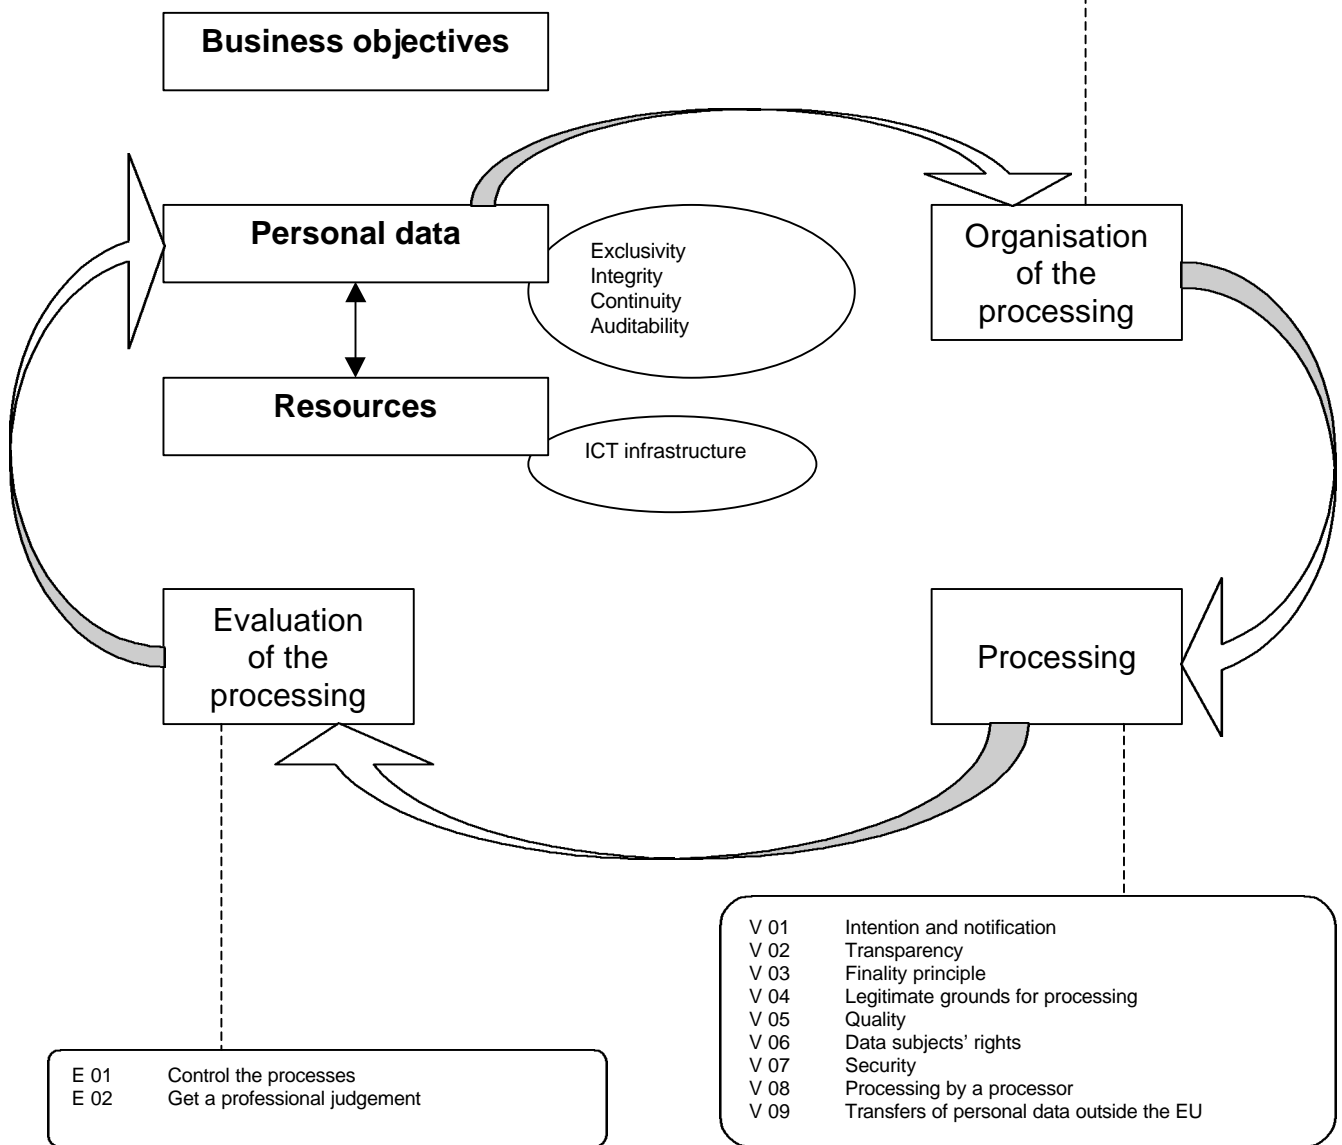 Business objectives
Personal data
Exclusivity
Integrity
Continuity
Auditability
Organisation
of the
processing
Resources
ICT infrastructure
Evaluation
of the
processing
Processing
V 01 Intention and notification
V 02 Transparency
V 03 Finality principle
V 04 Legitimate grounds for processing
V 05 Quality
V 06 Data subjects’ rights
V 07 Security
V 08 Processing by a processor
V 09 Transfers of personal data outside the EU
E 01 Control the processes
E 02 Get a professional judgement